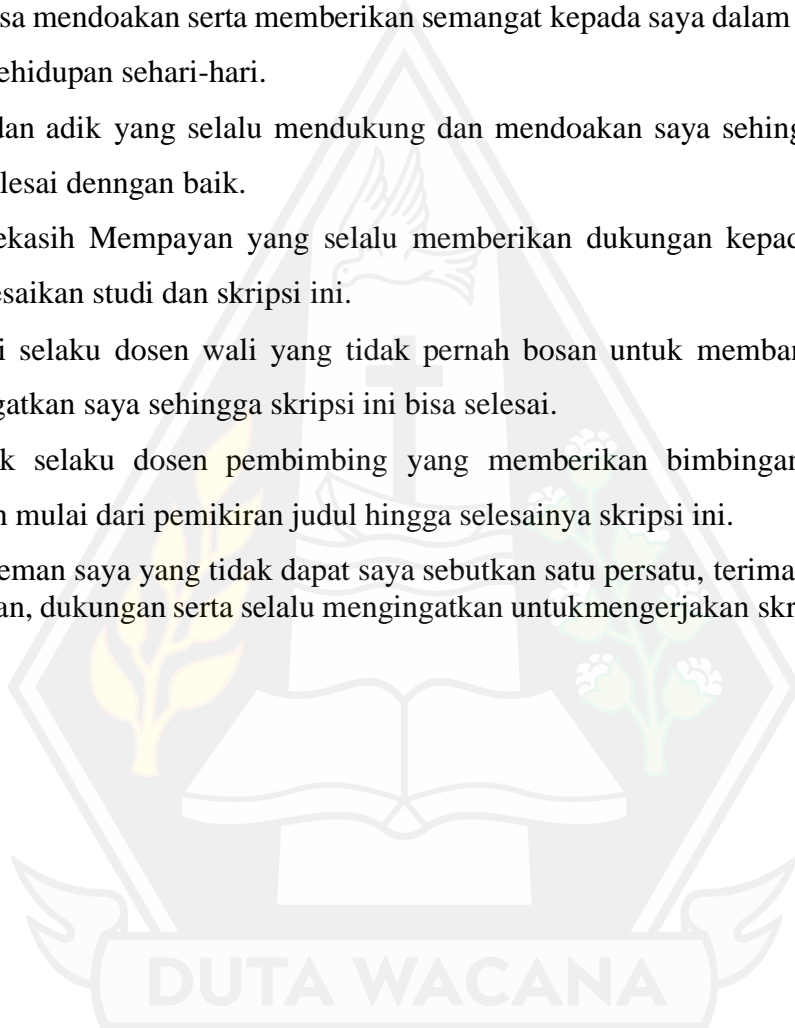 sa mendoakan serta memberikan semangat kepada saya dalam
ehidupan sehari-hari.
dan adik yang selalu mendukung dan mendoakan saya sehing
lesai denngan baik.
ekasih Mempayan yang selalu memberikan dukungan kepad
esaikan studi dan skripsi ini.
i selaku dosen wali yang tidak pernah bosan untuk memban
gatkan saya sehingga skripsi ini bisa selesai.
k selaku dosen pembimbing yang memberikan bimbingan
n mulai dari pemikiran judul hingga selesainya skripsi ini.
eman saya yang tidak dapat saya sebutkan satu persatu, terima
an, dukungan serta selalu mengingatkan untukmengerjakan skr
DUTA WACANA